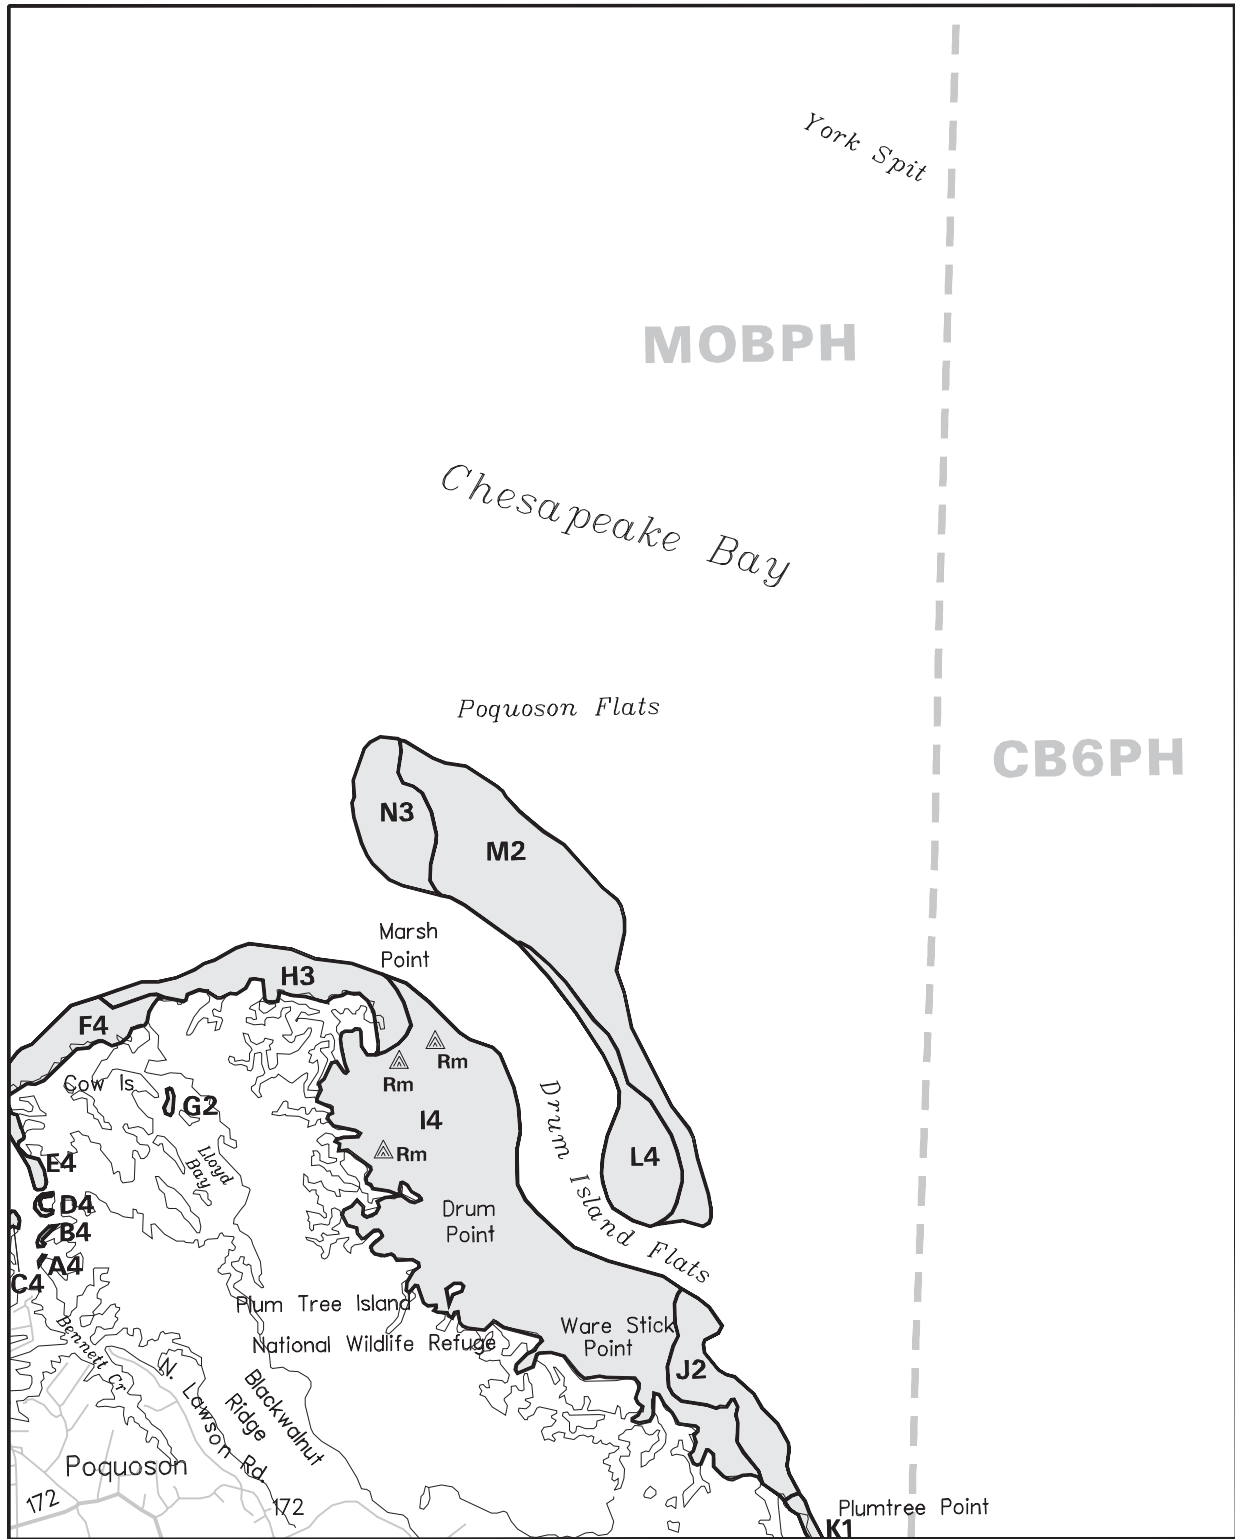 York Spit
MOBPH
Chesapeake Bay
Poquoson Flats
CB6PH
N3
M2
Marsh
Point
H3
F4
Rm
Rm
Cow Is.
G2
I4
Rm
Lloyd
Bay
L4
E4
D4
B4
A4
C4
Drum
Point
Drum Island Flats
Plum Tree Island
National Wildlife Refuge
Ware Stick
Point
J2
Bennett Cr
N. Lawson Rd.
Blackwalnut
Ridge
Poquoson
172
172
Plumtree Point
K1